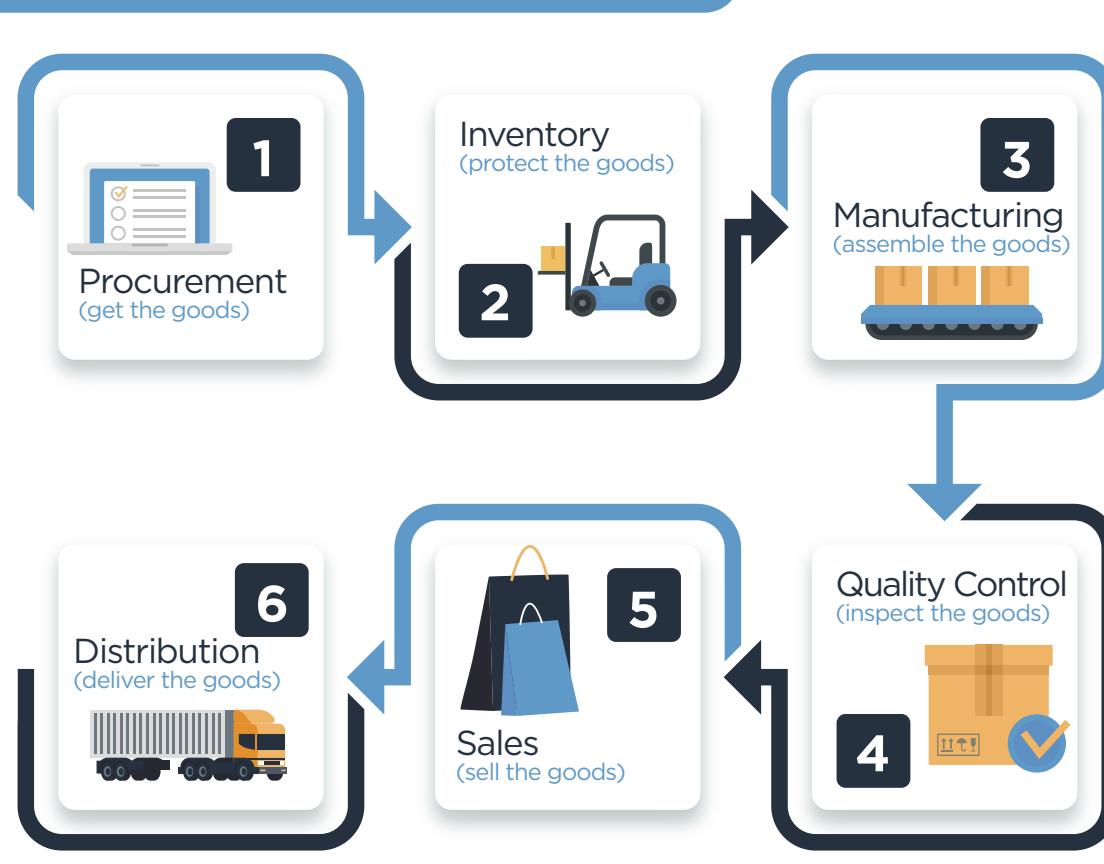 1
Procurement
(get the goods)
Inventory
(protect the goods)
2
3
Manufacturing
(assemble the goods)
Quality Control
(inspect the goods)
4
5
Sales
(sell the goods)
6
Distribution
(deliver the goods)